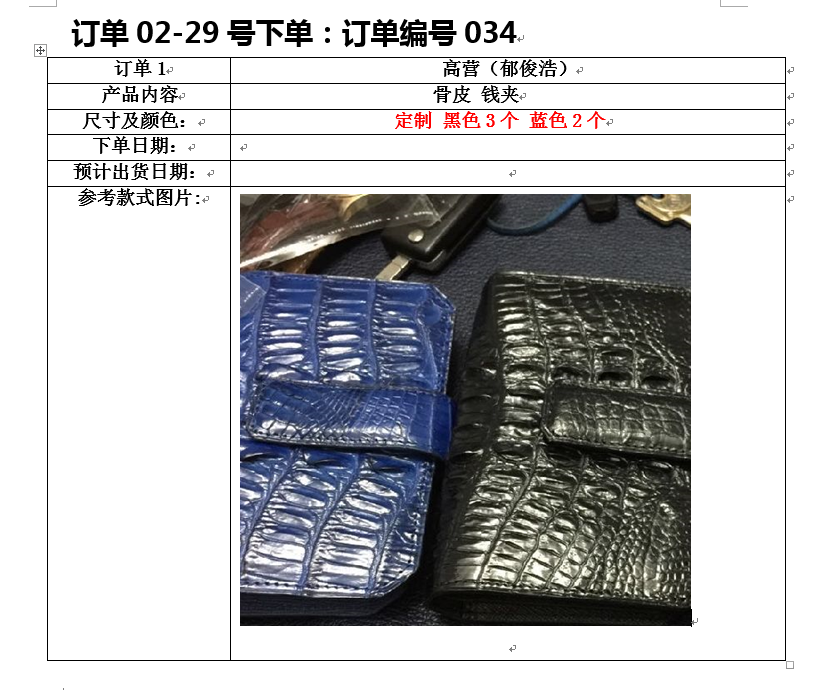 订单 02-29 号下单：订单编号 034
订单 1 高营（郁俊浩）
产品内容 骨皮 钱夹
尺寸及颜色： 定制 黑色 3 个 蓝色 2 个
下单日期：
预计出货日期：
参考款式图片: